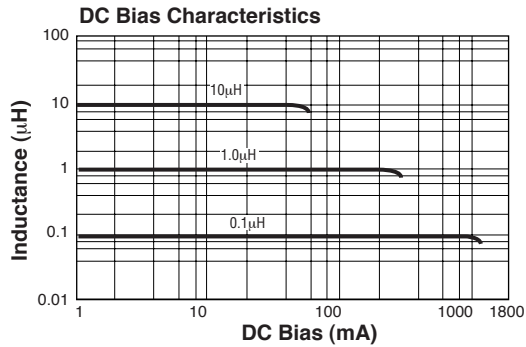 DC Bias Characteristics
100
10
1
0.1
0.01
Inductance (µH)
10µH
1.0µH
0.1µH
1 10 100 1000 1800
DC Bias (mA)